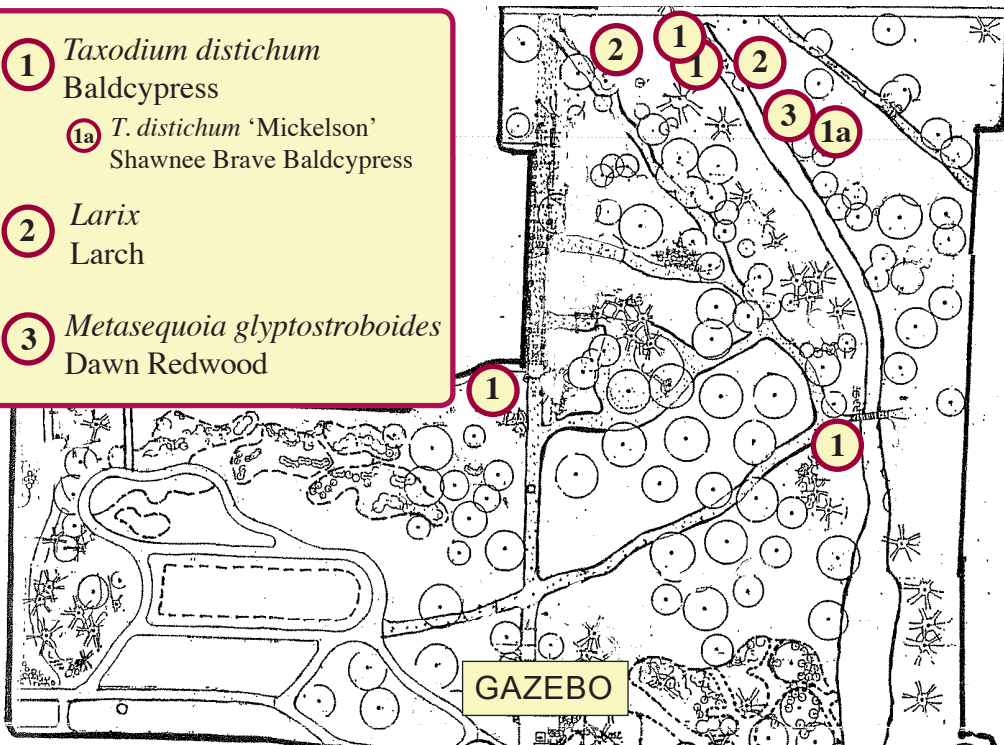 1 Taxodium distichum
Baldcypress
1a T. distichum ‘Mickelson’
Shawnee Brave Baldcypress
2 Larix
Larch
3 Metasequoia glyptostroboides
Dawn Redwood
2
1
1
2
3
1a
1
1
GAZEBO